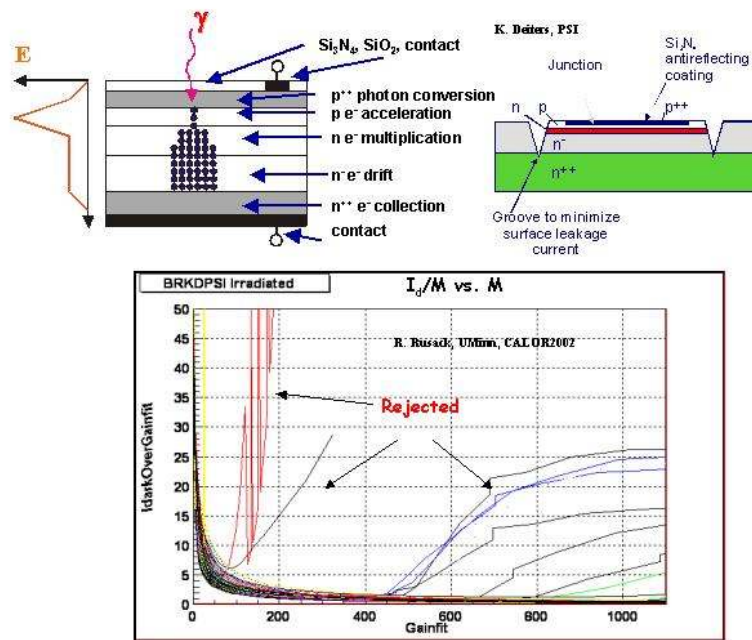 γ
Si₃N₄, SiO₂, contact
E
p⁺⁺ photon conversion
p e⁻ acceleration
n e⁻ multiplication
n⁻ e⁻ drift
n⁺⁺ e⁻ collection
contact
K. Deiters, PSI
Si₃N₄
antireflecting
coating
Junction
n p p⁺⁺
n⁻
n⁺⁺
Groove to minimize
surface leakage
current
BRKDPSI Irradiated
I_d/M vs. M
R. Rusack, UMinn, CALOR2002
Rejected
IdarkOverGainfit
50
45
40
35
30
25
20
15
10
5
0
0 200 400 600 800 1000
Gainfit